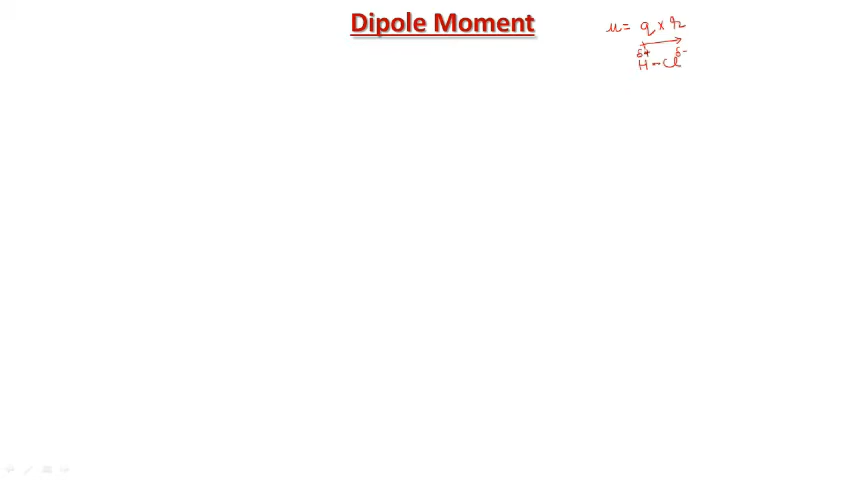 Dipole Moment
μ = q × r
δ+ δ-
H - Cl